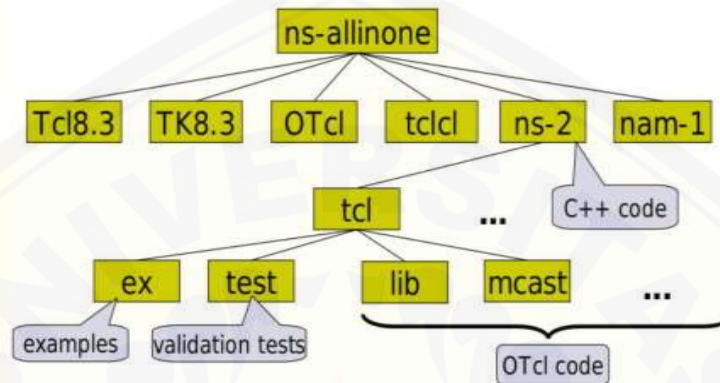 ns-allinone
Tcl8.3 TK8.3 OTcl tclcl ns-2 nam-1
tcl ... C++ code
ex test lib mcast ...
examples validation tests
OTcl code